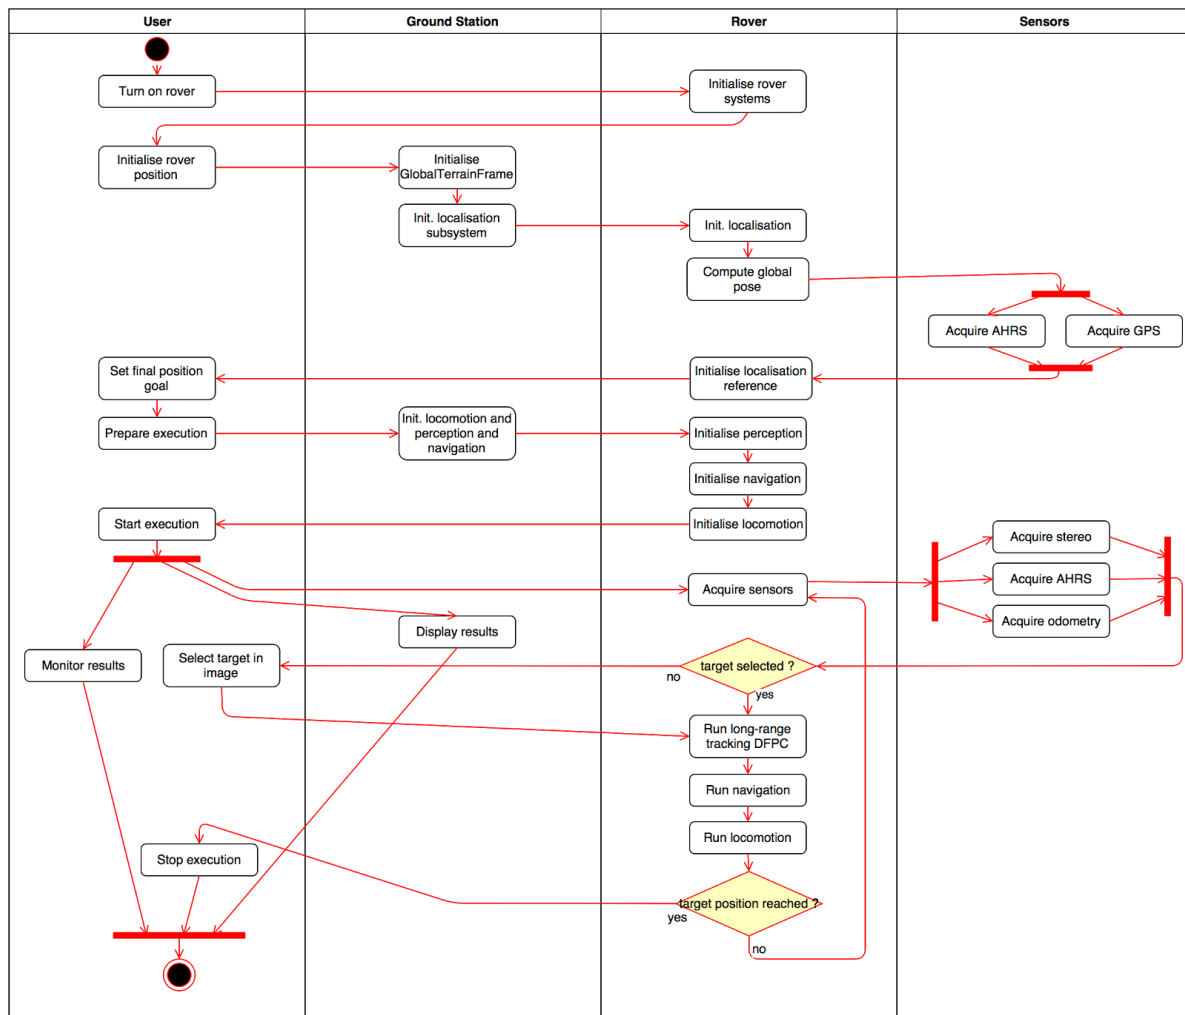 User
Ground Station
Rover
Sensors
Turn on rover
Initialise rover
systems
Initialise rover
position
Initialise
GlobalTerrainFrame
Init. localisation
subsystem
Init. localisation
Compute global
pose
Acquire AHRS
Acquire GPS
Set final position
goal
Initialise localisation
reference
Prepare execution
Init. locomotion and
perception and
navigation
Initialise perception
Initialise navigation
Start execution
Initialise locomotion
Acquire stereo
Acquire AHRS
Acquire odometry
Acquire sensors
Display results
Monitor results
Select target in
image
target selected ?
no
yes
Run long-range
tracking DFPC
Run navigation
Run locomotion
Stop execution
target position reached ?
yes
no